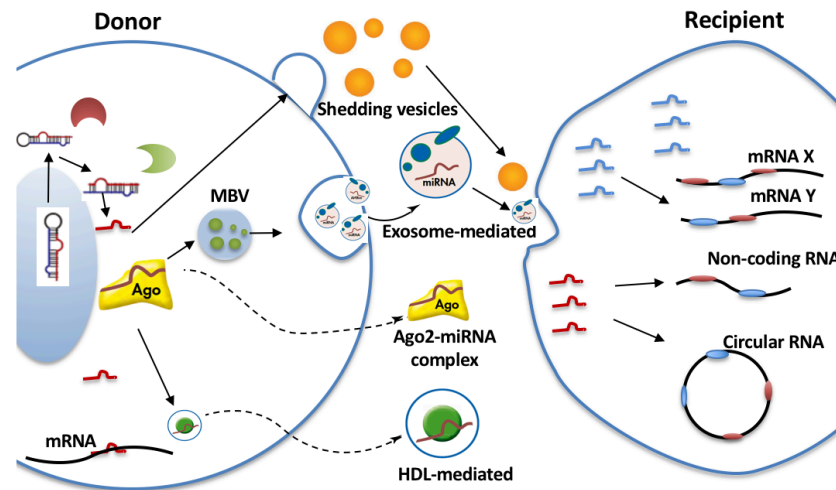 Donor
Recipient
Shedding vesicles
miRNA
MBV
Exosome-mediated
mRNA X
mRNA Y
Non-coding RNA
Ago
Ago
Ago2-miRNA
complex
Circular RNA
mRNA
HDL-mediated